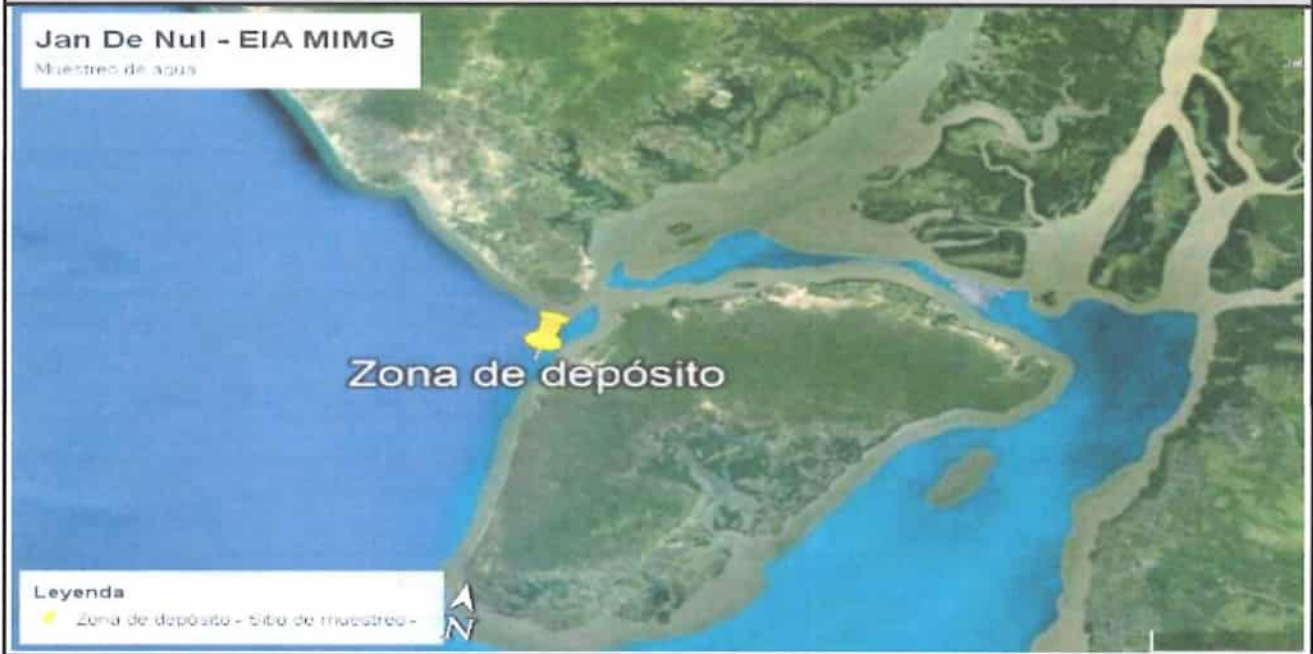 Jan De Nul - EIA MIMG
Muestreo de agua
Zona de depósito
Leyenda
Zona de depósito - Sitio de muestreo -
N